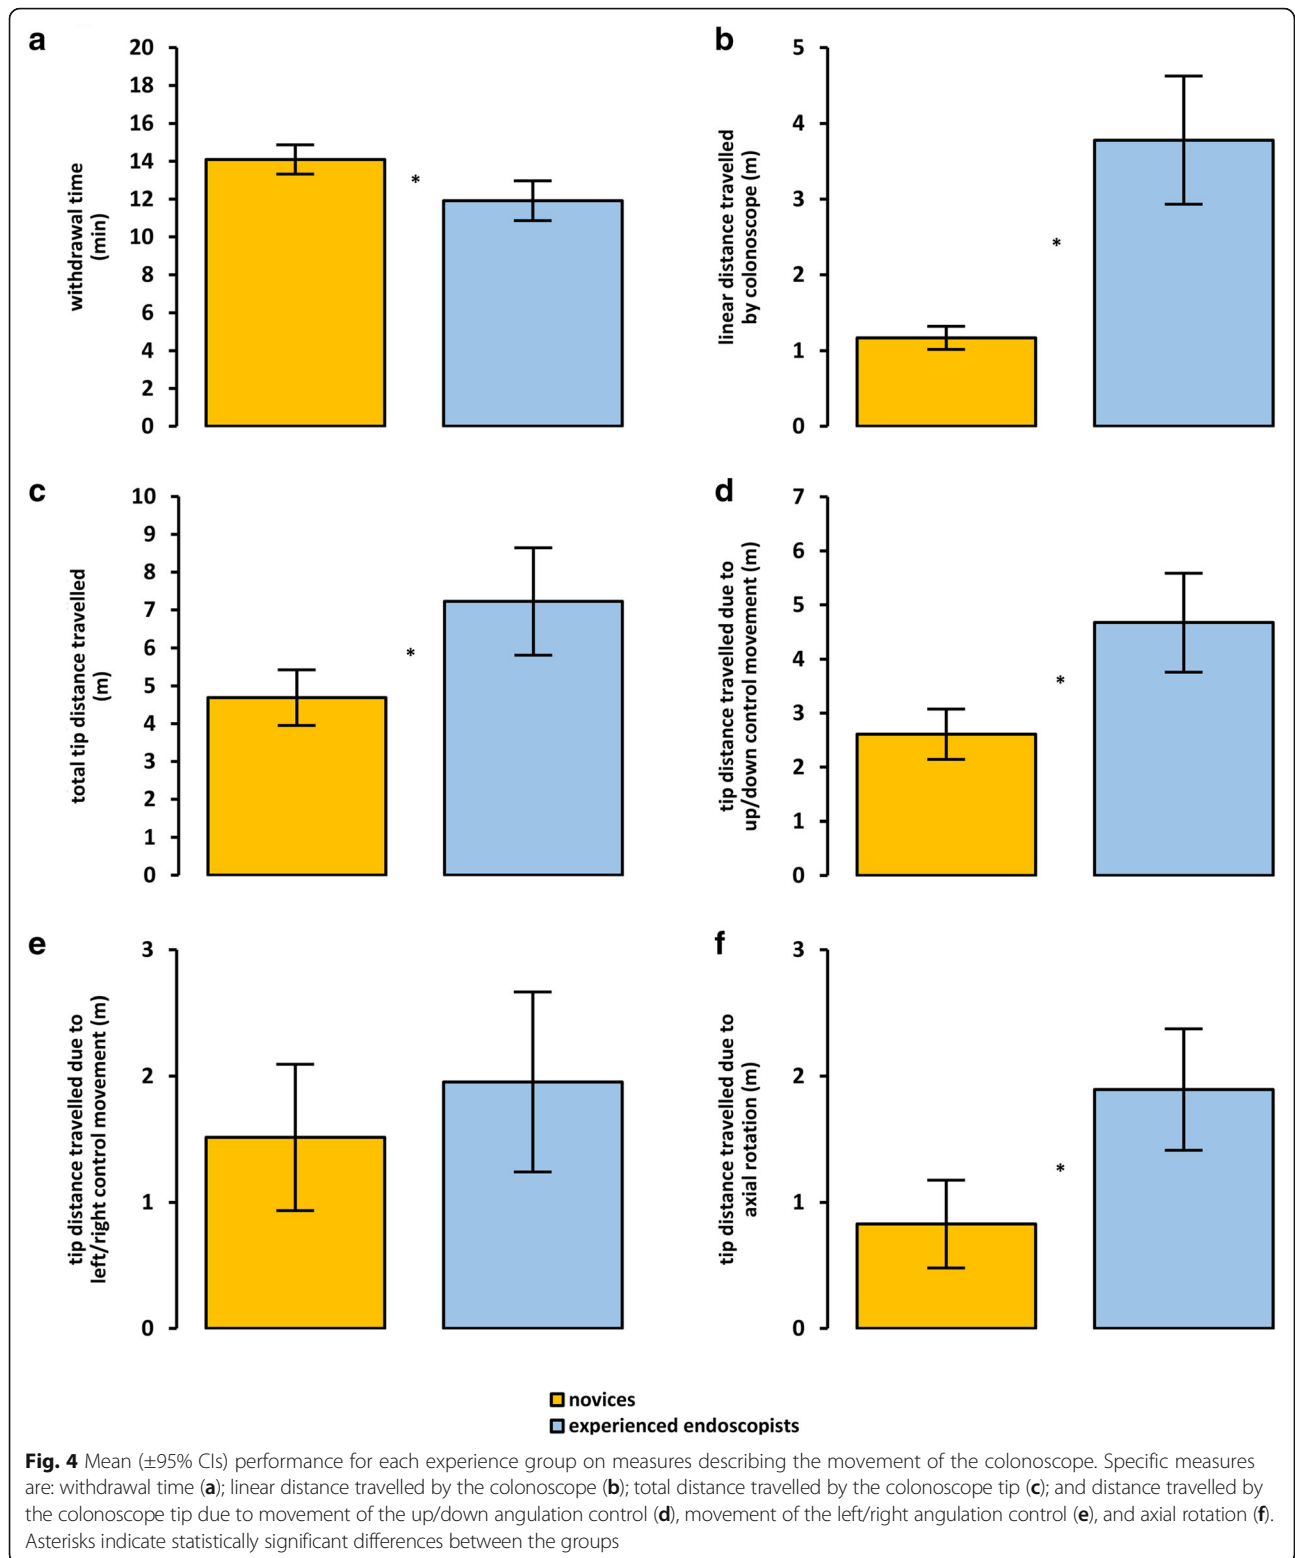 a
20
18
16
14
12
10
8
6
4
2
0
withdrawal time
(min)
*
b
5
4
3
2
1
0
linear distance travelled
by colonoscope (m)
*
c
10
9
8
7
6
5
4
3
2
1
0
total tip distance travelled
(m)
*
d
7
6
5
4
3
2
1
0
tip distance travelled due to
up/down control movement (m)
*
e
3
2
1
0
tip distance travelled due to
left/right control movement (m)
f
3
2
1
0
tip distance travelled due to
axial rotation (m)
*
novices
experienced endoscopists
Fig. 4 Mean (±95% CIs) performance for each experience group on measures describing the movement of the colonoscope. Specific measures
are: withdrawal time (a); linear distance travelled by the colonoscope (b); total distance travelled by the colonoscope tip (c); and distance travelled by
the colonoscope tip due to movement of the up/down angulation control (d), movement of the left/right angulation control (e), and axial rotation (f).
Asterisks indicate statistically significant differences between the groups